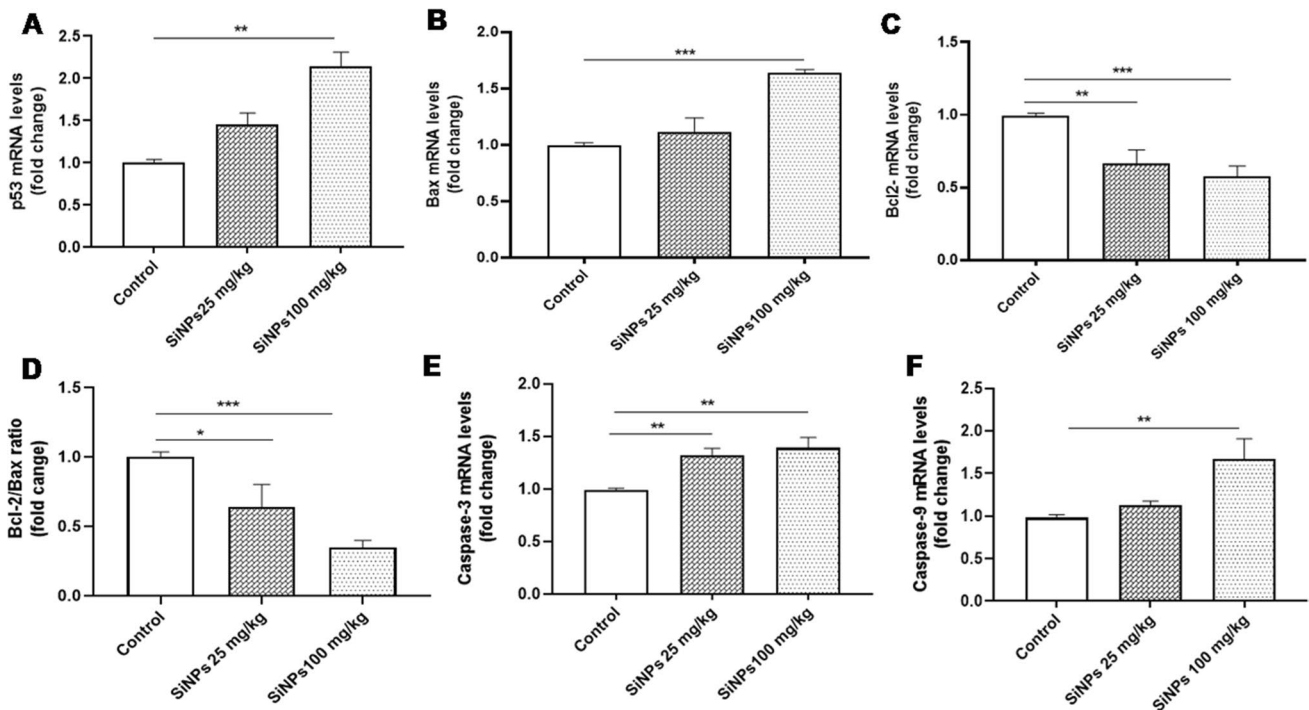 A
p53 mRNA levels
(fold change)
2.5
2.0
1.5
1.0
0.5
0.0
**
Control
SiNPs25 mg/kg
SiNPs100 mg/kg
B
Bax mRNA levels
(fold change)
2.0
1.5
1.0
0.5
0.0
***
Control
SiNPs 25 mg/kg
SiNPs100 mg/kg
C
Bcl2- mRNA levels
(fold change)
1.5
1.0
0.5
0.0
***
**
Control
SiNPs 25 mg/kg
SiNPs 100 mg/kg
D
Bcl-2/Bax ratio
(fold cange)
1.5
1.0
0.5
0.0
***
*
Control
SiNPs 25 mg/kg
SiNPs100 mg/kg
E
Caspase-3 mRNA levels
(fold change)
2.0
1.5
1.0
0.5
0.0
**
**
Control
SiNPs 25 mg/kg
SiNPs100 mg/kg
F
Caspase-9 mRNA levels
(fold change)
2.5
2.0
1.5
1.0
0.5
0.0
**
Control
SiNPs 25 mg/kg
SiNPs 100 mg/kg